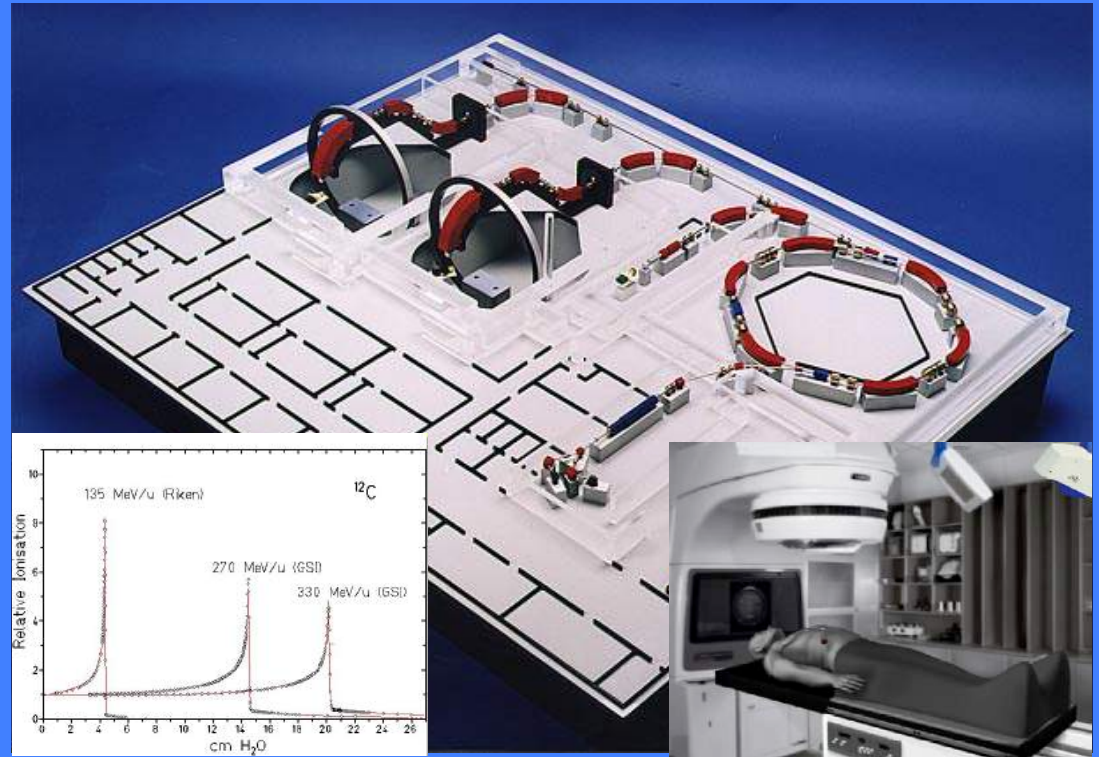 10
8
6
4
2
0
Relative Ionisation
135 MeV/u (Riken)
¹²C
270 MeV/u (GSI)
330 MeV/u (GSI)
0 2 4 6 8 10 12 14 16 18 20 22 24 26
cm H₂O